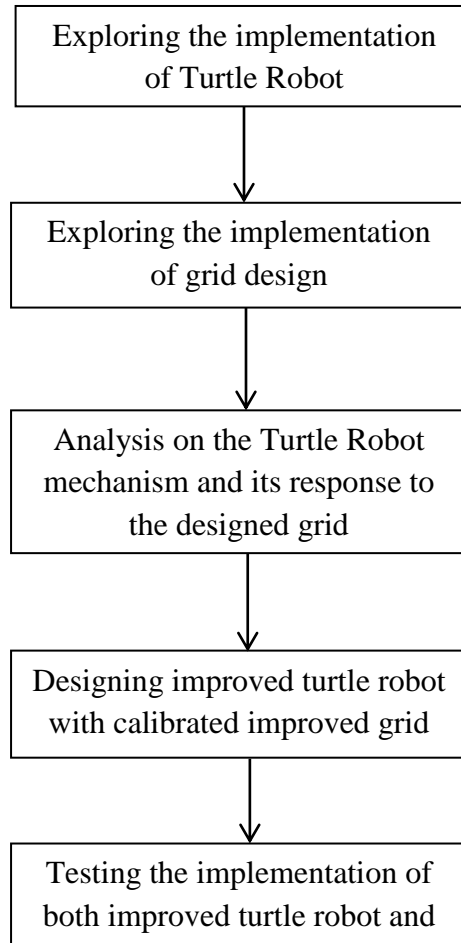 Exploring the implementation
of Turtle Robot
Exploring the implementation
of grid design
Analysis on the Turtle Robot
mechanism and its response to
the designed grid
Designing improved turtle robot
with calibrated improved grid
Testing the implementation of
both improved turtle robot and